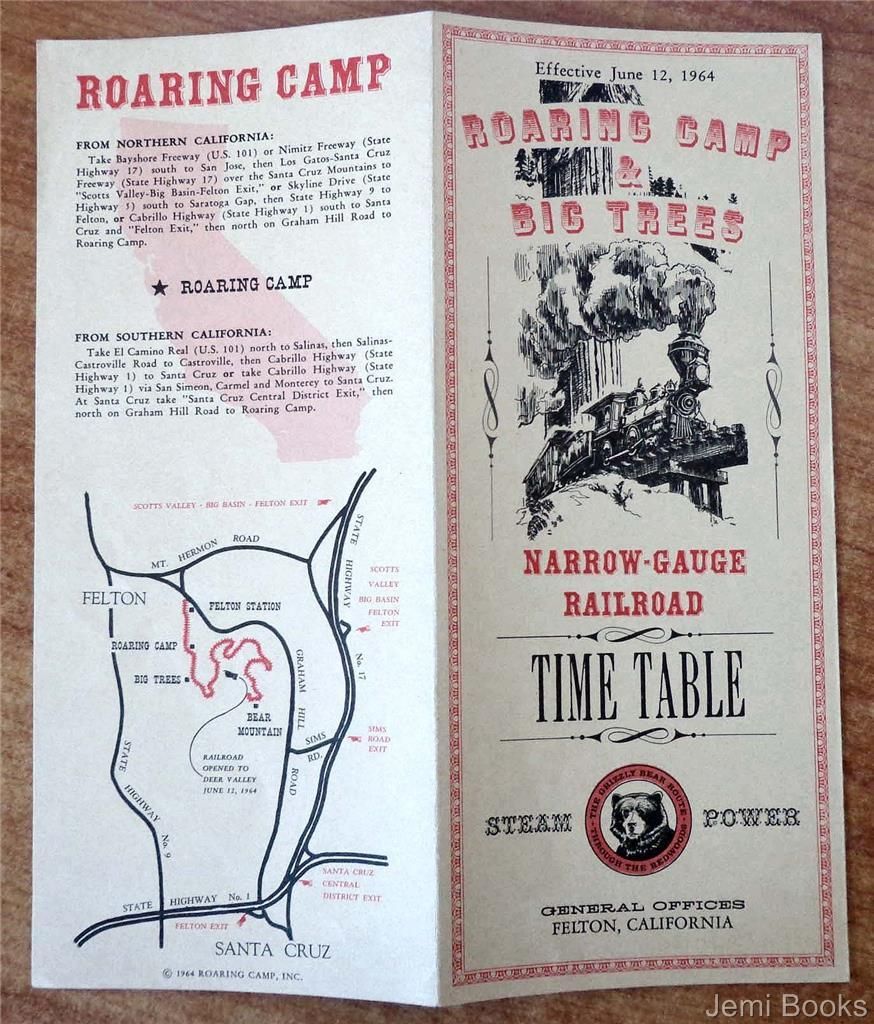 ROARING CAMP
FROM NORTHERN CALIFORNIA:
Take Bayshore Freeway (U.S. 101) or Nimitz Freeway (State
Highway 17) south to San Jose, then Los Gatos-Santa Cruz
Freeway (State Highway 17) over the Santa Cruz Mountains to
"Scotts Valley-Big Basin-Felton Exit," or Skyline Drive (State
Highway 5) south to Saratoga Gap, then State Highway 9 to
Felton, or Cabrillo Highway (State Highway 1) south to Santa
Cruz and "Felton Exit," then north on Graham Hill Road to
Roaring Camp.
★ ROARING CAMP
FROM SOUTHERN CALIFORNIA:
Take El Camino Real (U.S. 101) north to Salinas, then Salinas-
Castroville Road to Castroville, then Cabrillo Highway (State
Highway 1) to Santa Cruz or take Cabrillo Highway (State
Highway 1) via San Simeon, Carmel and Monterey to Santa Cruz.
At Santa Cruz take "Santa Cruz Central District Exit," then
north on Graham Hill Road to Roaring Camp.
SCOTTS VALLEY - BIG BASIN - FELTON EXIT
MT. HERMON ROAD
STATE HIGHWAY No. 17
FELTON
FELTON STATION
SCOTTS
VALLEY
BIG BASIN
FELTON
EXIT
ROARING CAMP
BIG TREES
GRAHAM HILL ROAD
BEAR
MOUNTAIN
SIMS RD.
SIMS
ROAD
EXIT
RAILROAD
OPENED TO
DEER VALLEY
JUNE 12, 1964
STATE HIGHWAY No. 9
SANTA CRUZ
CENTRAL
DISTRICT EXIT
STATE HIGHWAY No. 1
FELTON EXIT
SANTA CRUZ
© 1964 ROARING CAMP, INC.
Effective June 12, 1964
ROARING CAMP
&
BIG TREES
NARROW-GAUGE
RAILROAD
TIME TABLE
STEAM POWER
THE GRIZZLY BEAR ROUTE
THROUGH THE REDWOODS
GENERAL OFFICES
FELTON, CALIFORNIA
Jemi Books